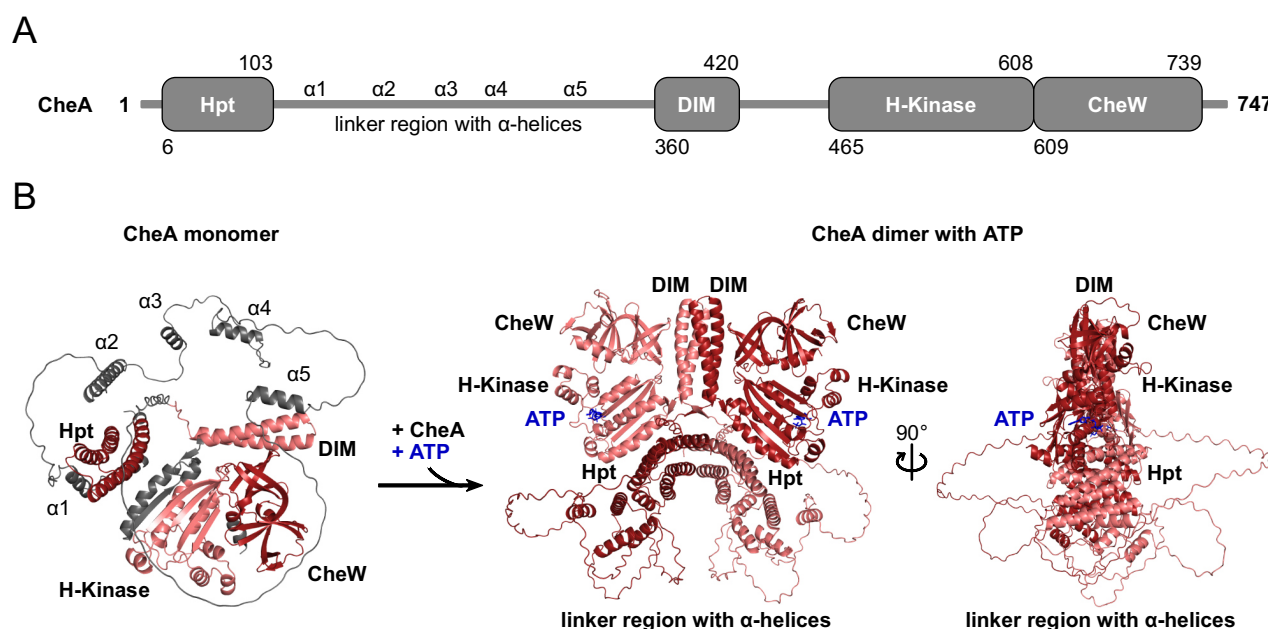 A
103 α1 α2 α3 α4 α5 420 608 739
CheA 1 Hpt DIM H-Kinase CheW 747
linker region with α-helices
6 360 465 609
B
CheA monomer
CheA dimer with ATP
α3 α4
α2
α5
Hpt
DIM
α1
H-Kinase
CheW
+ CheA
+ ATP
DIM DIM
CheW CheW
H-Kinase H-Kinase
ATP ATP
Hpt Hpt
linker region with α-helices
90°
DIM
CheW
H-Kinase
ATP
Hpt
linker region with α-helices